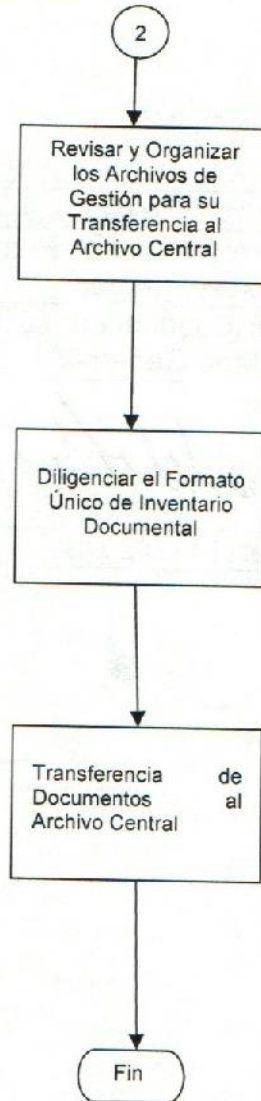 2
Revisar y Organizar
los Archivos de
Gestión para su
Transferencia al
Archivo Central
Diligenciar el Formato
Único de Inventario
Documental
Transferencia de
Documentos al
Archivo Central
Fin